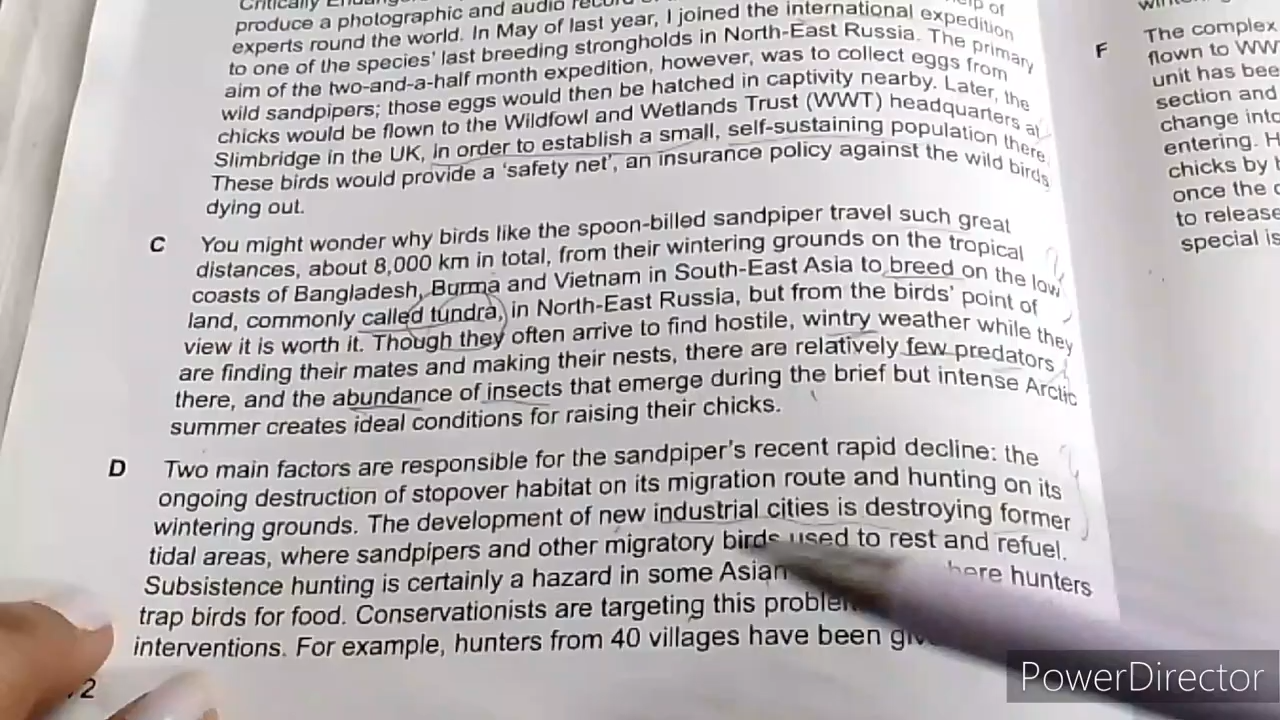 Critically
produce a photographic and audio
experts round the world. In May of last year, I joined the international expedition
to one of the species' last breeding strongholds in North-East Russia. The primary
aim of the two-and-a-half month expedition, however, was to collect eggs from
wild sandpipers; those eggs would then be hatched in captivity nearby. Later, the
chicks would be flown to the Wildfowl and Wetlands Trust (WWT) headquarters at
Slimbridge in the UK, in order to establish a small, self-sustaining population there.
These birds would provide a 'safety net', an insurance policy against the wild birds
dying out.
C You might wonder why birds like the spoon-billed sandpiper travel such great
distances, about 8,000 km in total, from their wintering grounds on the tropical
coasts of Bangladesh, Burma and Vietnam in South-East Asia to breed on the low
land, commonly called tundra, in North-East Russia, but from the birds' point of
view it is worth it. Though they often arrive to find hostile, wintry weather while they
are finding their mates and making their nests, there are relatively few predators
there, and the abundance of insects that emerge during the brief but intense Arctic
summer creates ideal conditions for raising their chicks.
D Two main factors are responsible for the sandpiper's recent rapid decline: the
ongoing destruction of stopover habitat on its migration route and hunting on its
wintering grounds. The development of new industrial cities is destroying former
tidal areas, where sandpipers and other migratory birds used to rest and refuel.
Subsistence hunting is certainly a hazard in some Asian hunters
trap birds for food. Conservationists are targeting this
interventions. For example, hunters from 40 villages have been
2
F The complex
flown to WW
unit has bee
section and
change into
entering. H
chicks by
once the
to release
special is
PowerDirector